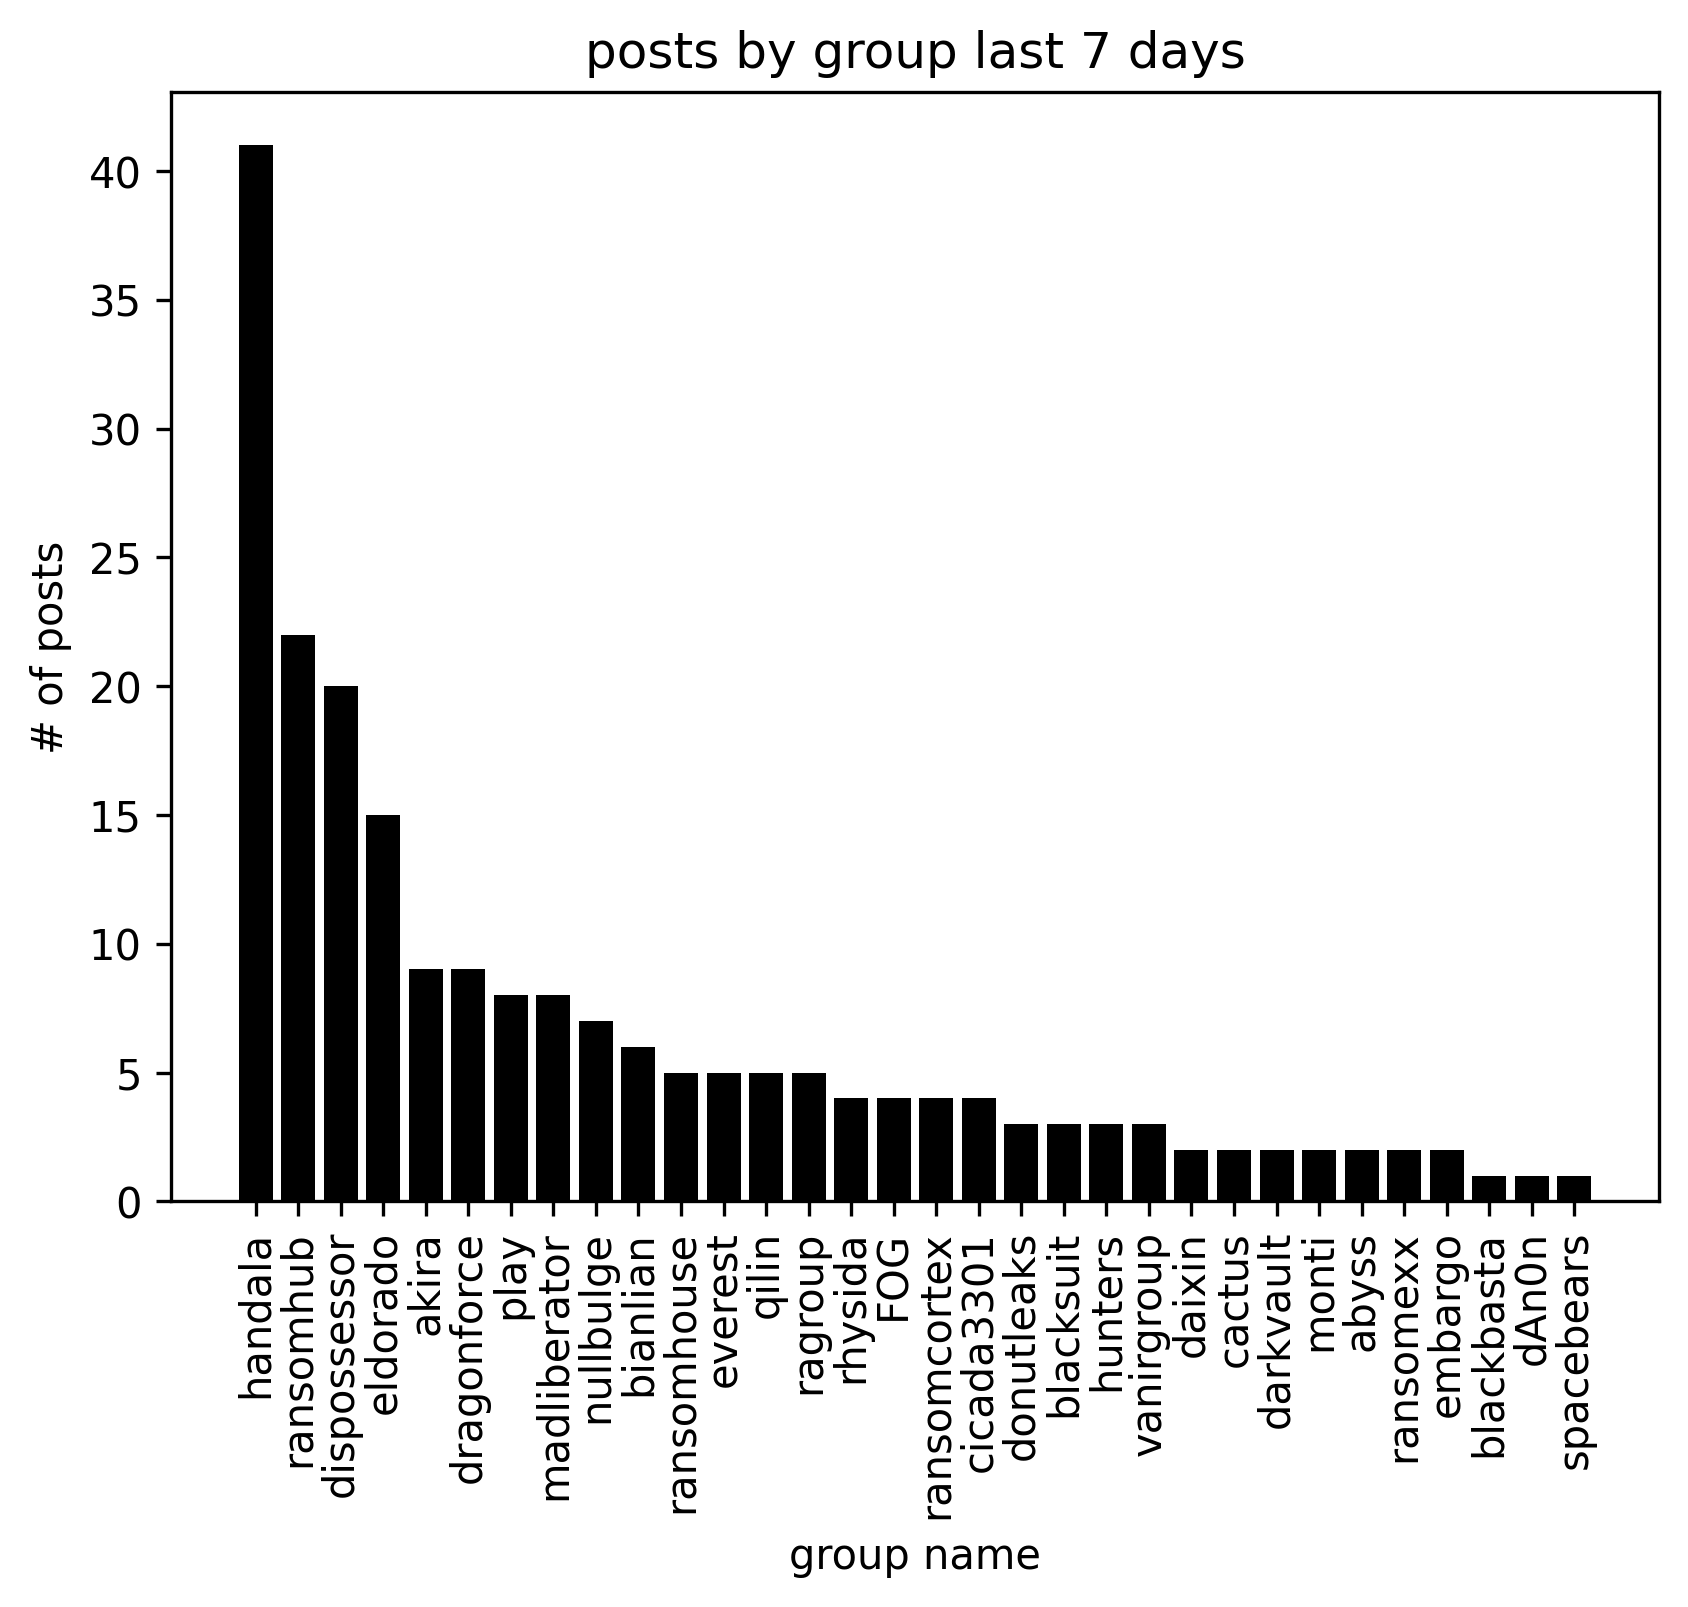 posts by group last 7 days
# of posts
40
35
30
25
20
15
10
5
0
handala
ransomhub
dispossessor
eldorado
akira
dragonforce
play
madliberator
nullbulge
bianlian
ransomhouse
everest
qilin
ragroup
rhysida
FOG
ransomcortex
cicada3301
donutleaks
blacksuit
hunters
vanirgroup
daixin
cactus
darkvault
monti
abyss
ransomexx
embargo
blackbasta
dAn0n
spacebears
group name